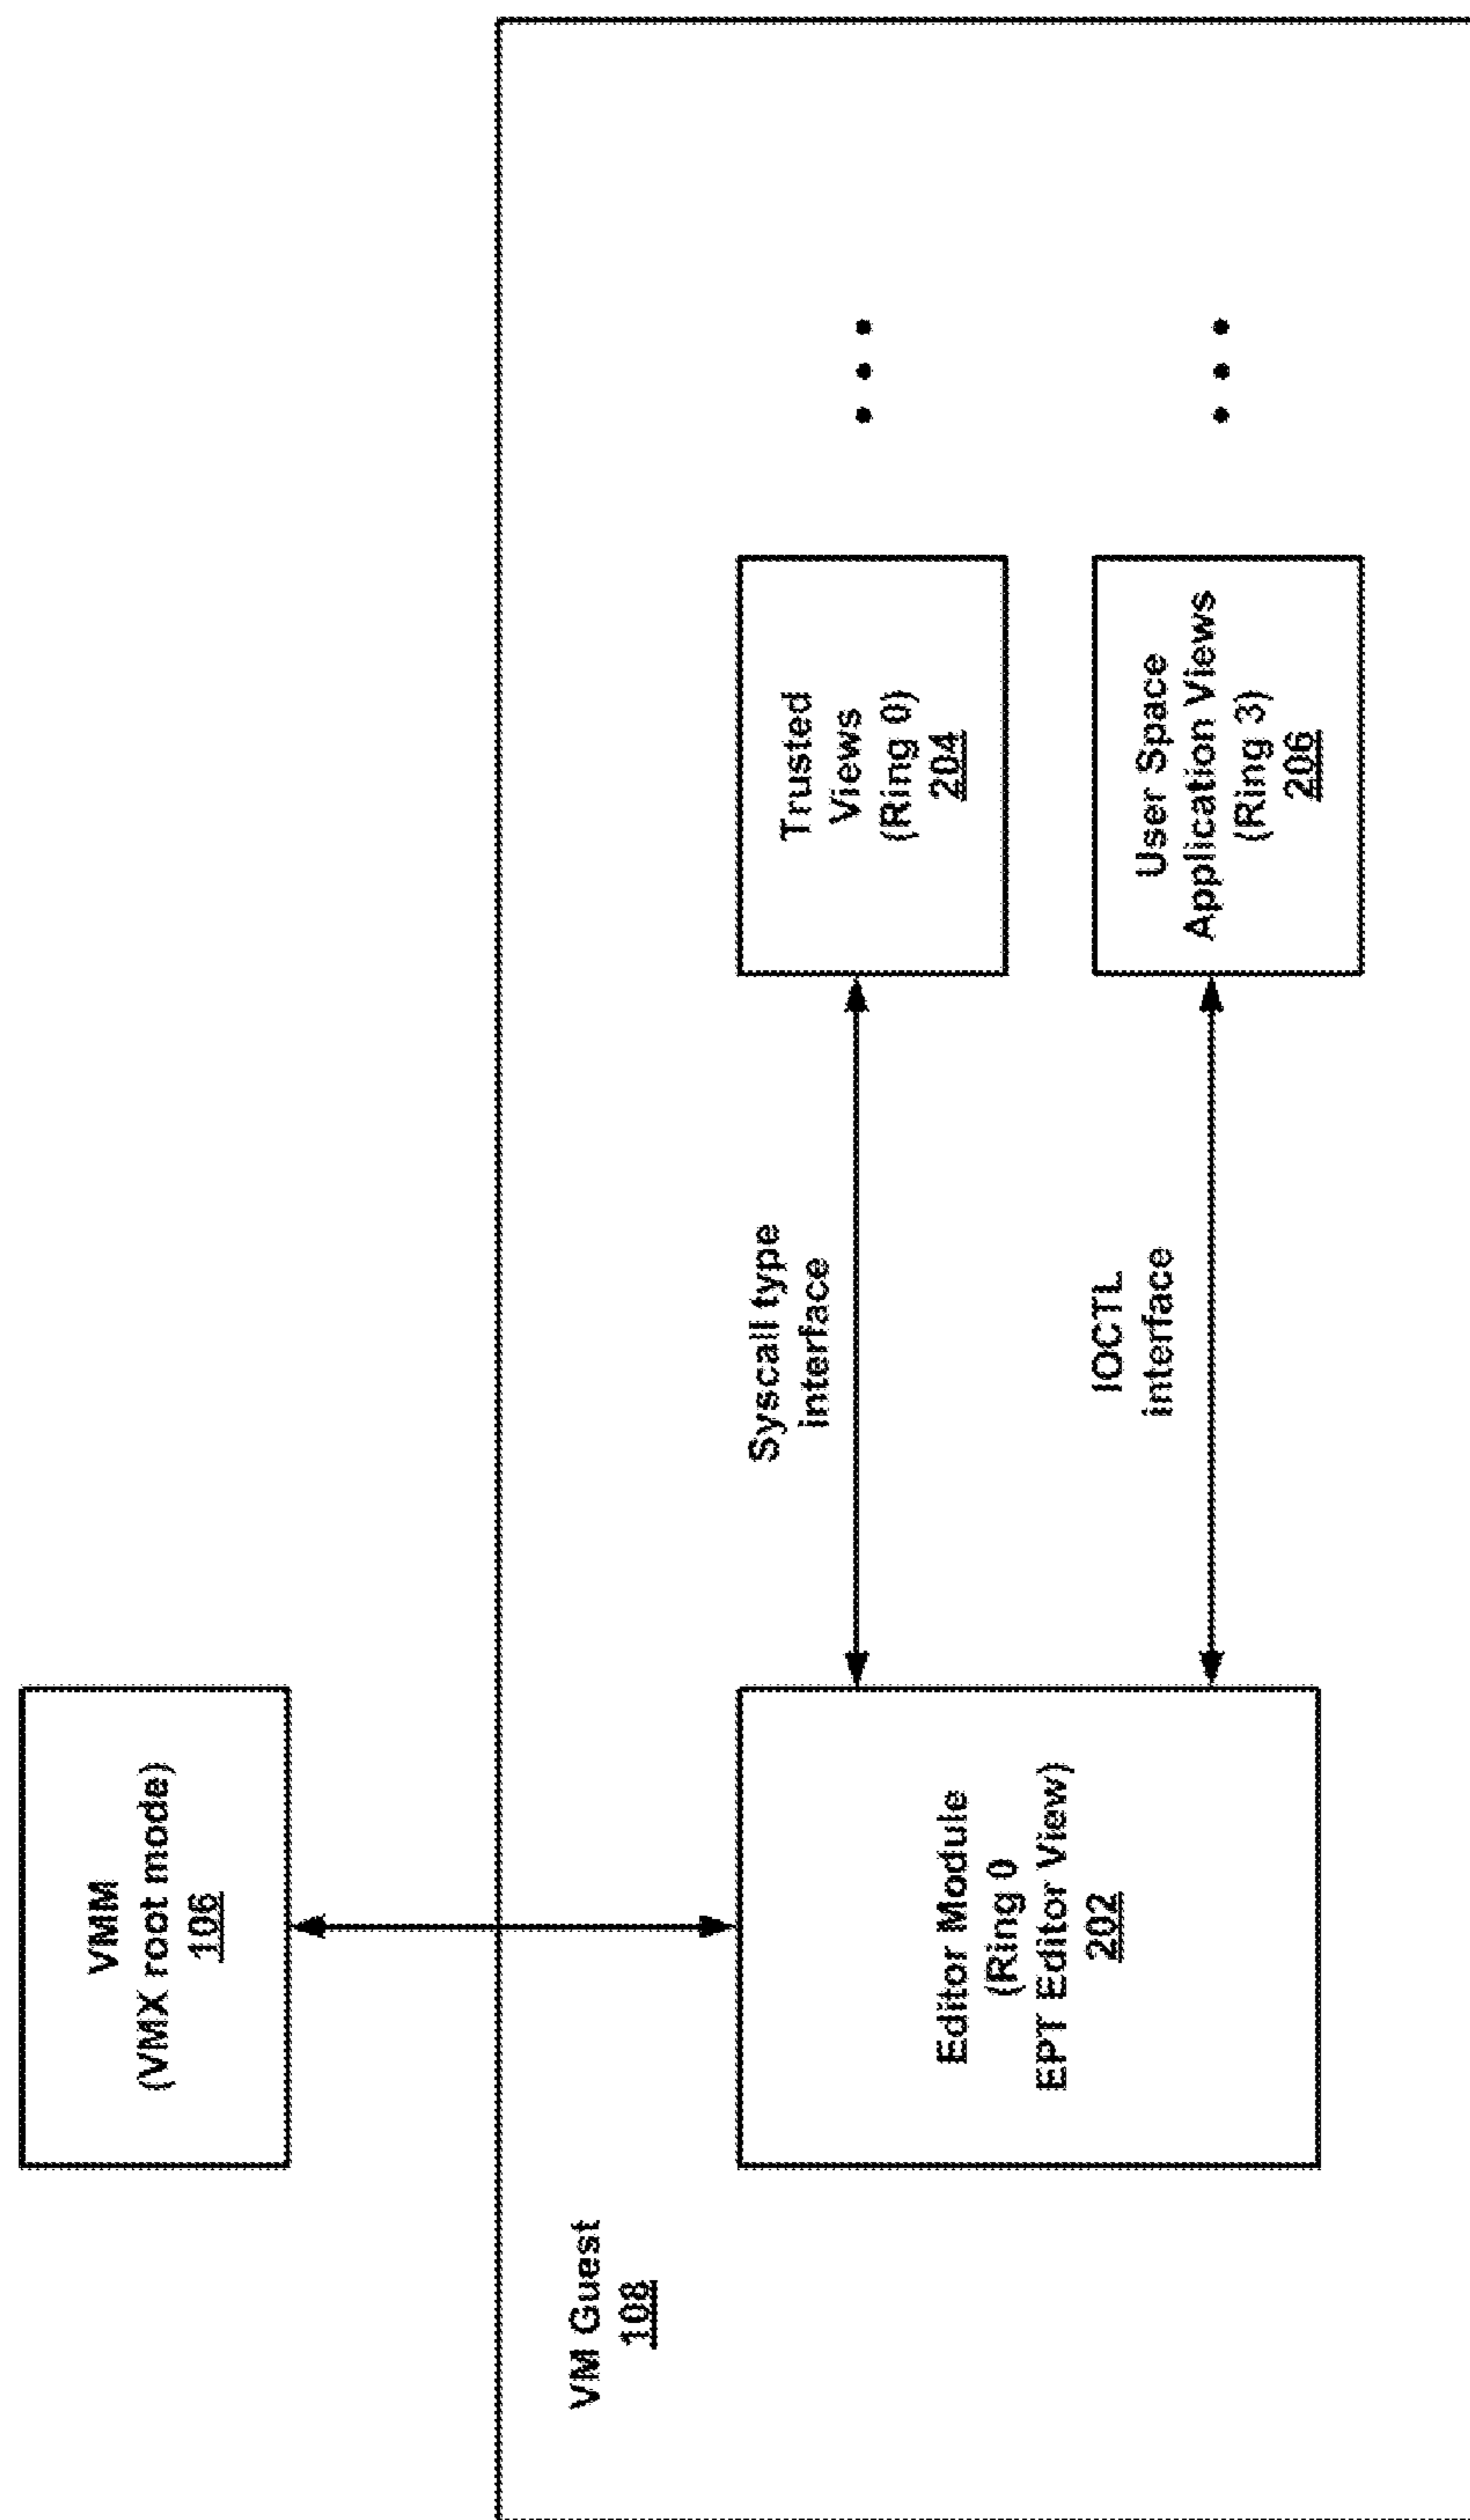 VMM
(VMX root mode)
106
VM Guest
108
Editor Module
(Ring 0
EPT Editor View)
202
Syscall type
interface
Trusted
Views
(Ring 0)
204
IOCTL
interface
User Space
Application Views
(Ring 3)
206